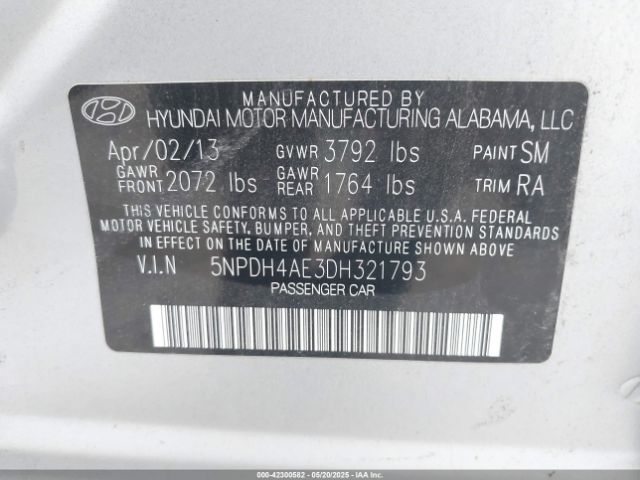 MANUFACTURED BY
HYUNDAI MOTOR MANUFACTURING ALABAMA, LLC
Apr/02/13 GVWR 3792 lbs PAINT SM
GAWR FRONT 2072 lbs GAWR REAR 1764 lbs TRIM RA
THIS VEHICLE CONFORMS TO ALL APPLICABLE U.S.A. FEDERAL
MOTOR VEHICLE SAFETY, BUMPER, AND THEFT PREVENTION
STANDARDS IN EFFECT ON THE DATE OF MANUFACTURE SHOWN ABOVE
V.I.N 5NPDH4AE3DH321793
PASSENGER CAR
000-42300582 - 05/20/2025 - © COPYRIGHT IAA, LLC